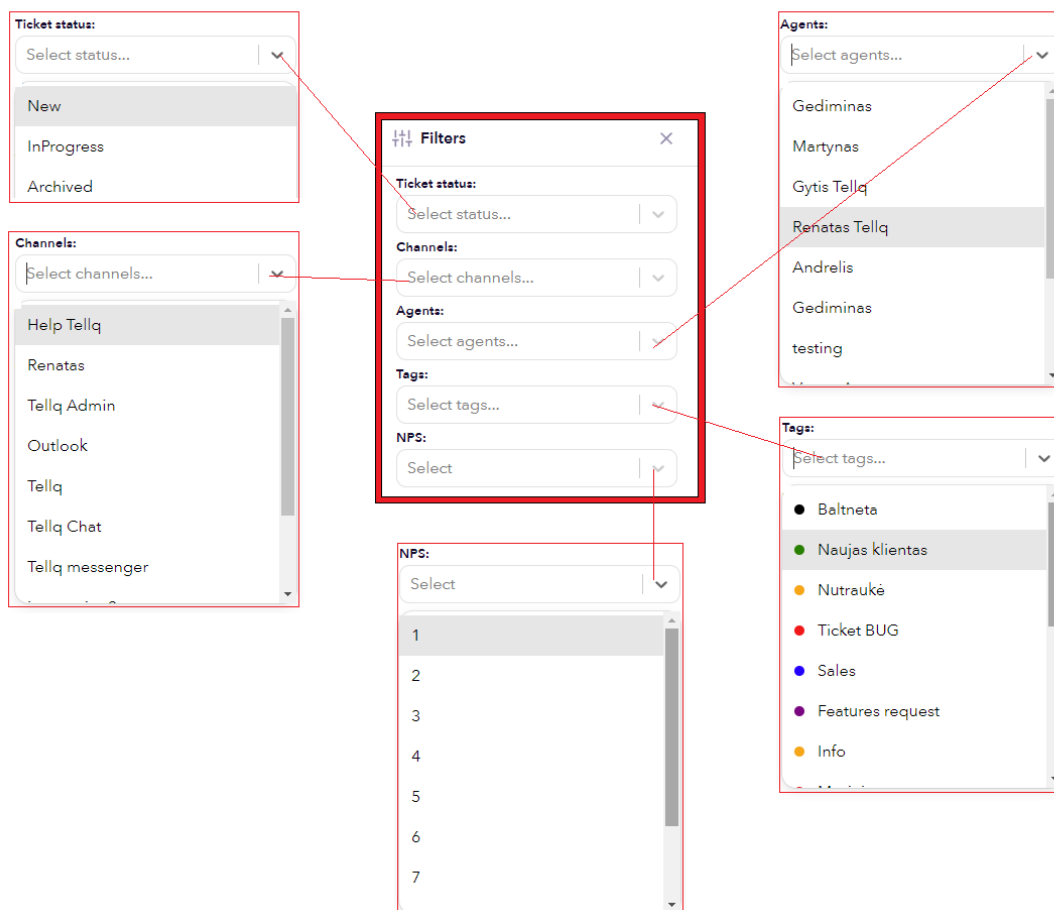 Ticket status:
Select status...
New
InProgress
Archived
Channels:
Select channels...
Help Tellq
Renatas
Tellq Admin
Outlook
Tellq
Tellq Chat
Tellq messenger
Filters
Ticket status:
Select status...
Channels:
Select channels...
Agents:
Select agents...
Tags:
Select tags...
NPS:
Select
NPS:
Select
1
2
3
4
5
6
7
Agents:
Select agents...
Gediminas
Martynas
Gytis Tellq
Renatas Tellq
Andrelis
Gediminas
testing
Tags:
Select tags...
Baltneta
Naujas klientas
Nutraukė
Ticket BUG
Sales
Features request
Info